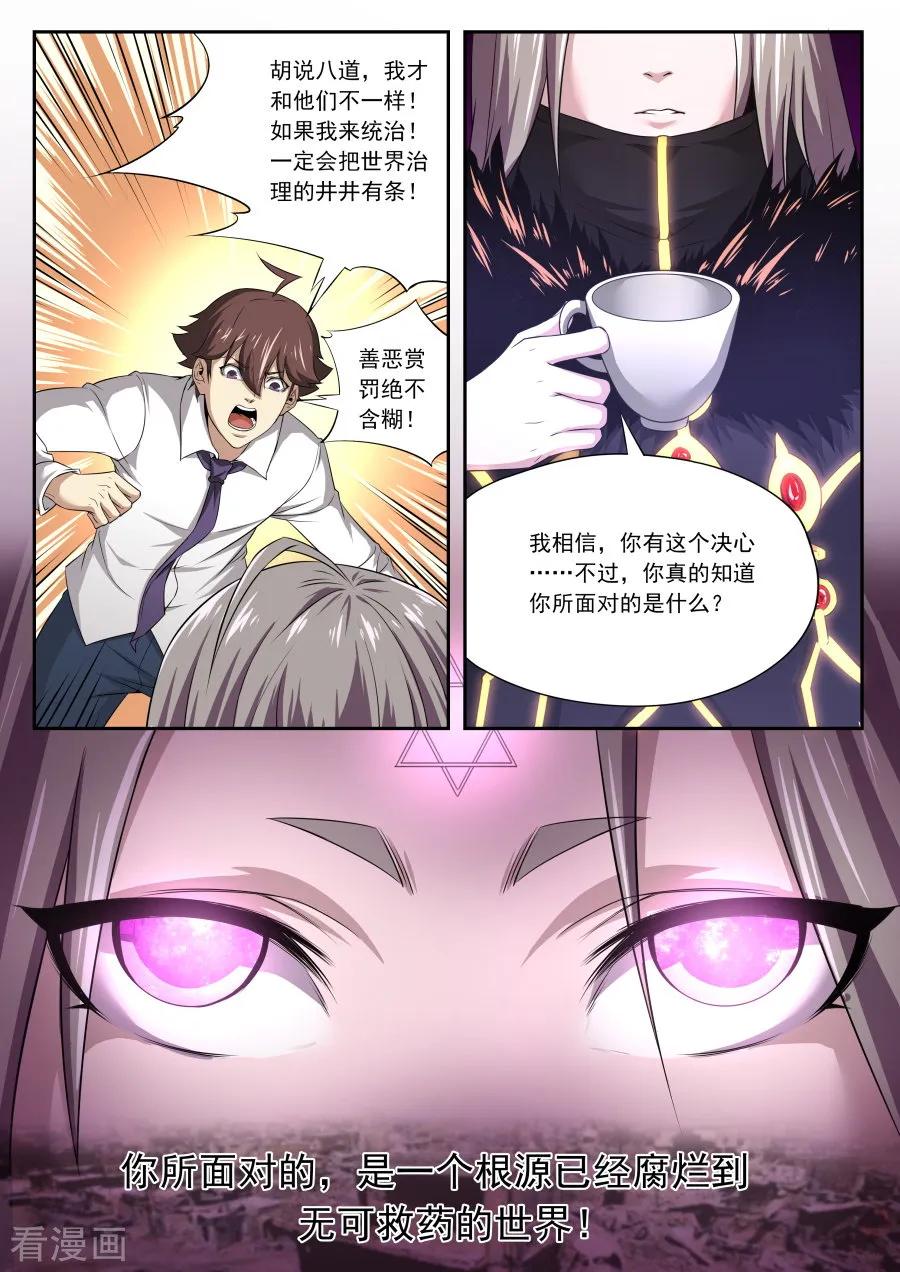 胡说八道，我才
和他们不一样！
如果我来统治！
一定会把世界治
理的井井有条！
善恶赏
罚绝不
含糊！
我相信，你有这个决心
……不过，你真的知道
你所面对的是什么？
你所面对的，是一个根源已经腐烂到
无可救药的世界！
看漫画